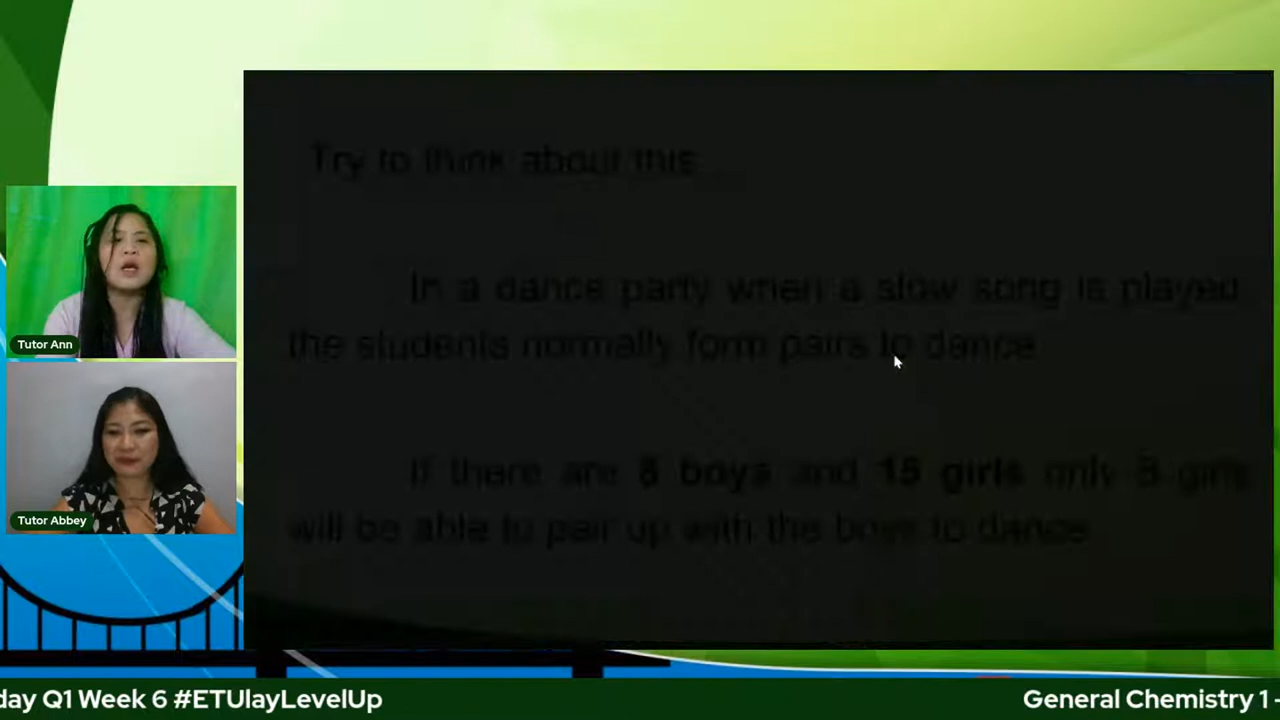 Try to think about this
In a dance party when a slow song is played
the students normally form pairs to dance
If there are 8 boys and 15 girls only 8 girls
will be able to pair up with the boys to dance
Tutor Ann
Tutor Abbey
day Q1 Week 6 #ETUlayLevelUp
General Chemistry 1 -